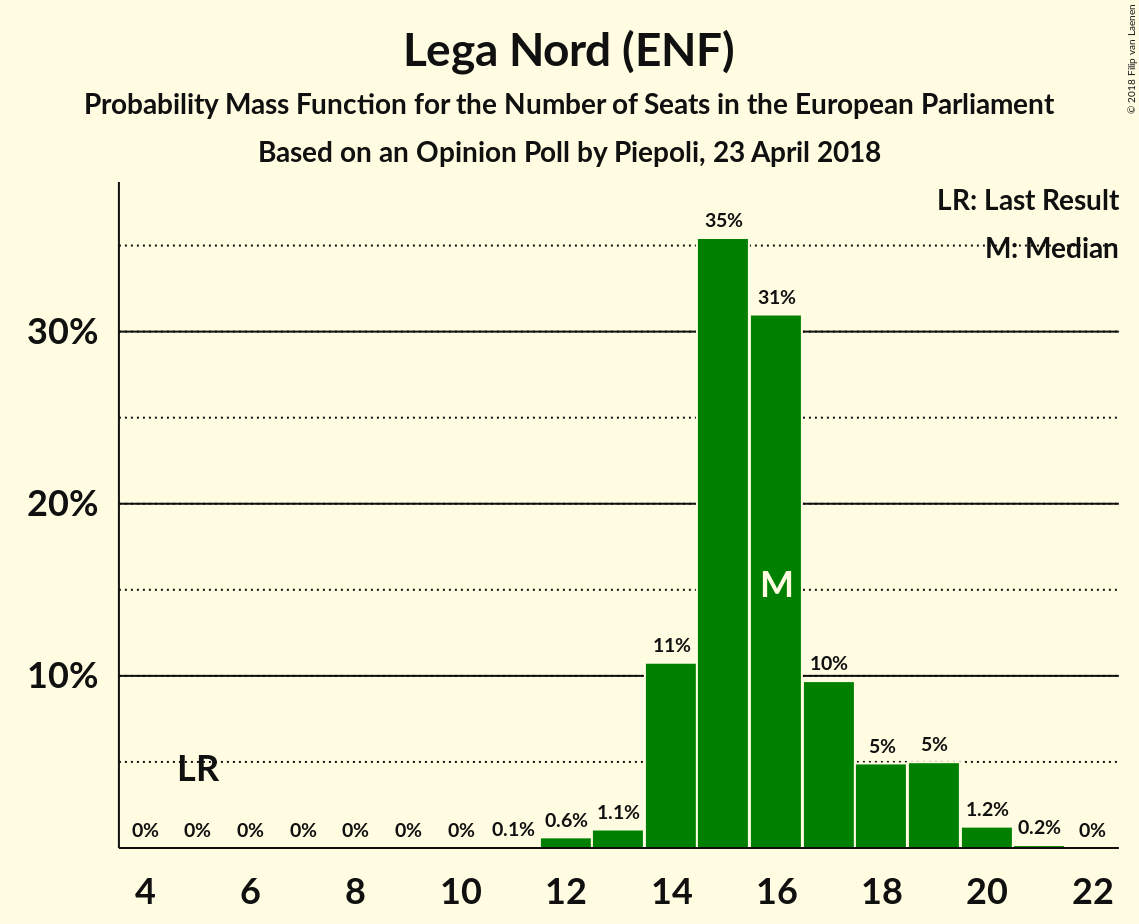 Lega Nord (ENF)
Probability Mass Function for the Number of Seats in the European Parliament
Based on an Opinion Poll by Piepoli, 23 April 2018
© 2018 Filip van Laenen
LR: Last Result
M: Median
30%
20%
10%
0%
LR
0%
0%
0%
0%
0%
0%
0.1%
0.6%
1.1%
11%
35%
31%
M
10%
5%
5%
1.2%
0.2%
0%
4 6 8 10 12 14 16 18 20 22